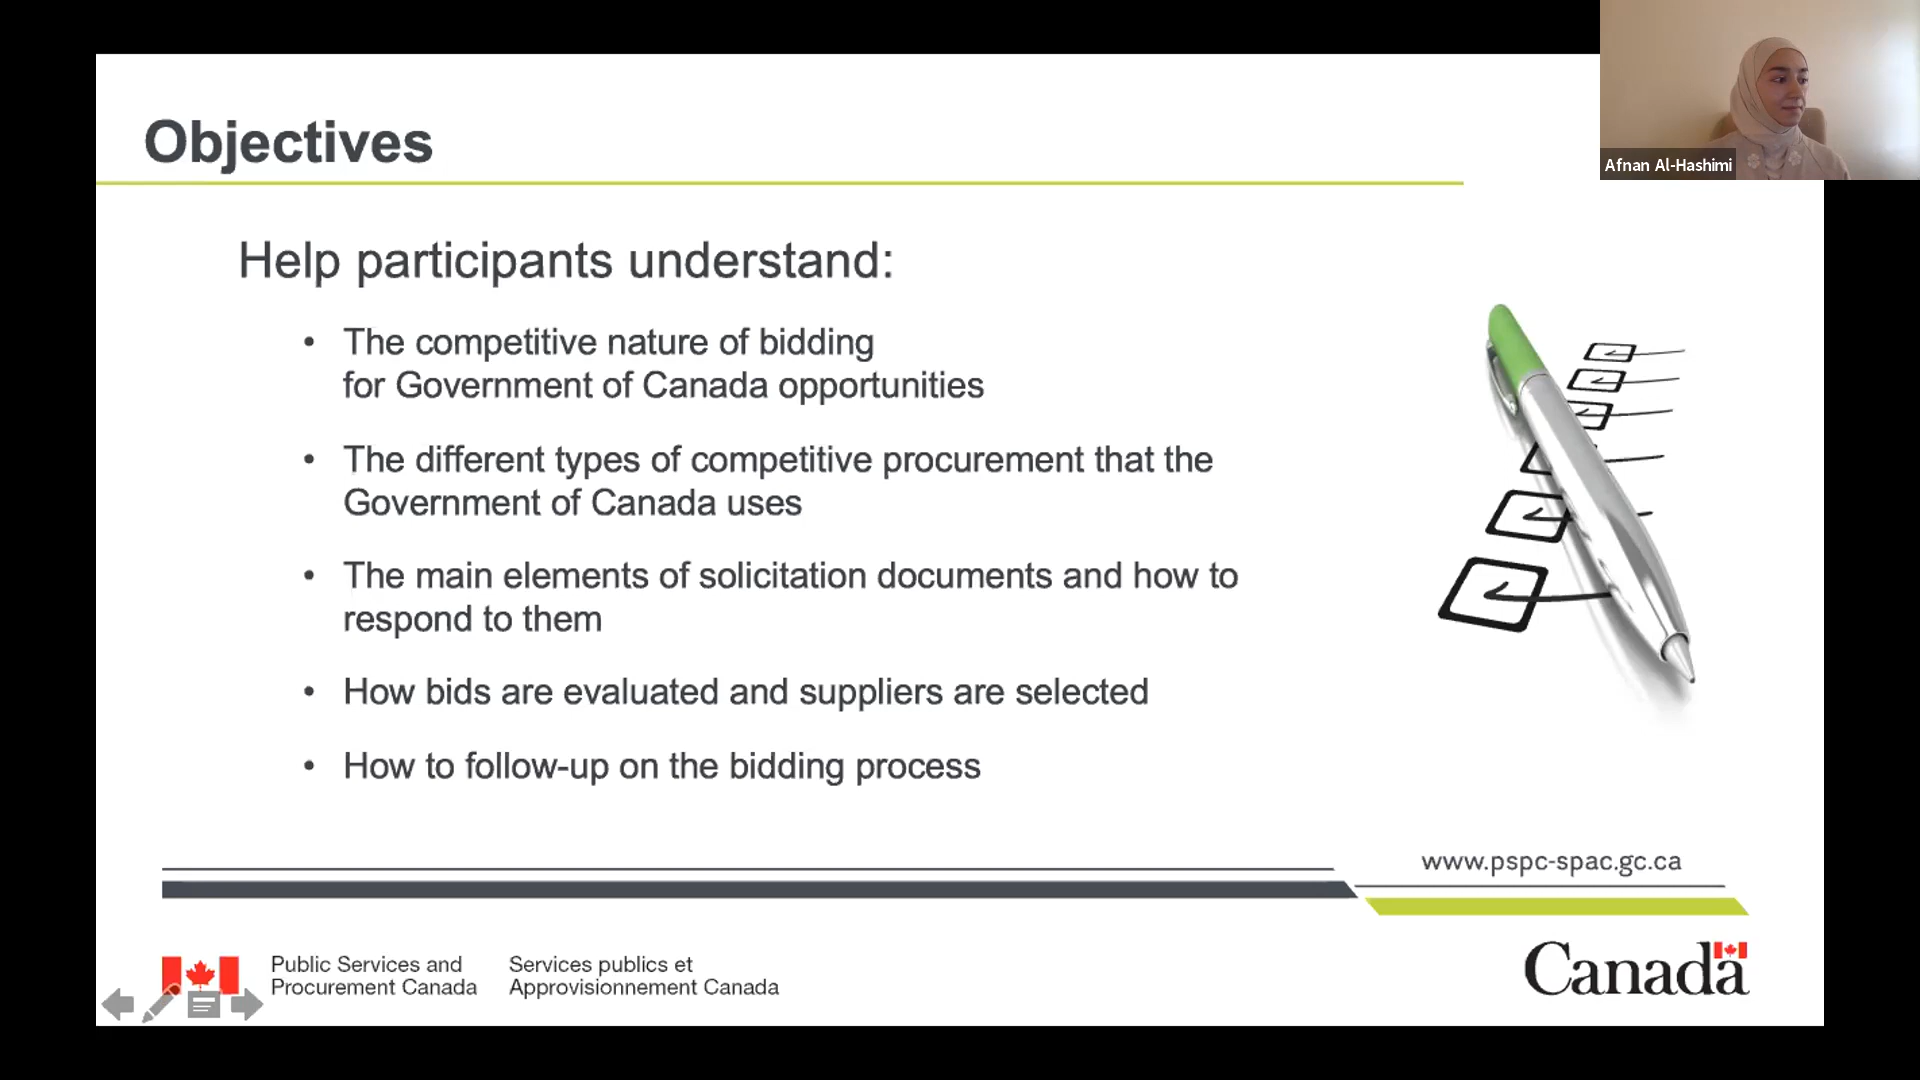 Objectives
Afnan Al-Hashimi
Help participants understand:
• The competitive nature of bidding
for Government of Canada opportunities
• The different types of competitive procurement that the
Government of Canada uses
• The main elements of solicitation documents and how to
respond to them
• How bids are evaluated and suppliers are selected
• How to follow-up on the bidding process
www.pspc-spac.gc.ca
Public Services and
Procurement Canada
Services publics et
Approvisionnement Canada
Canada